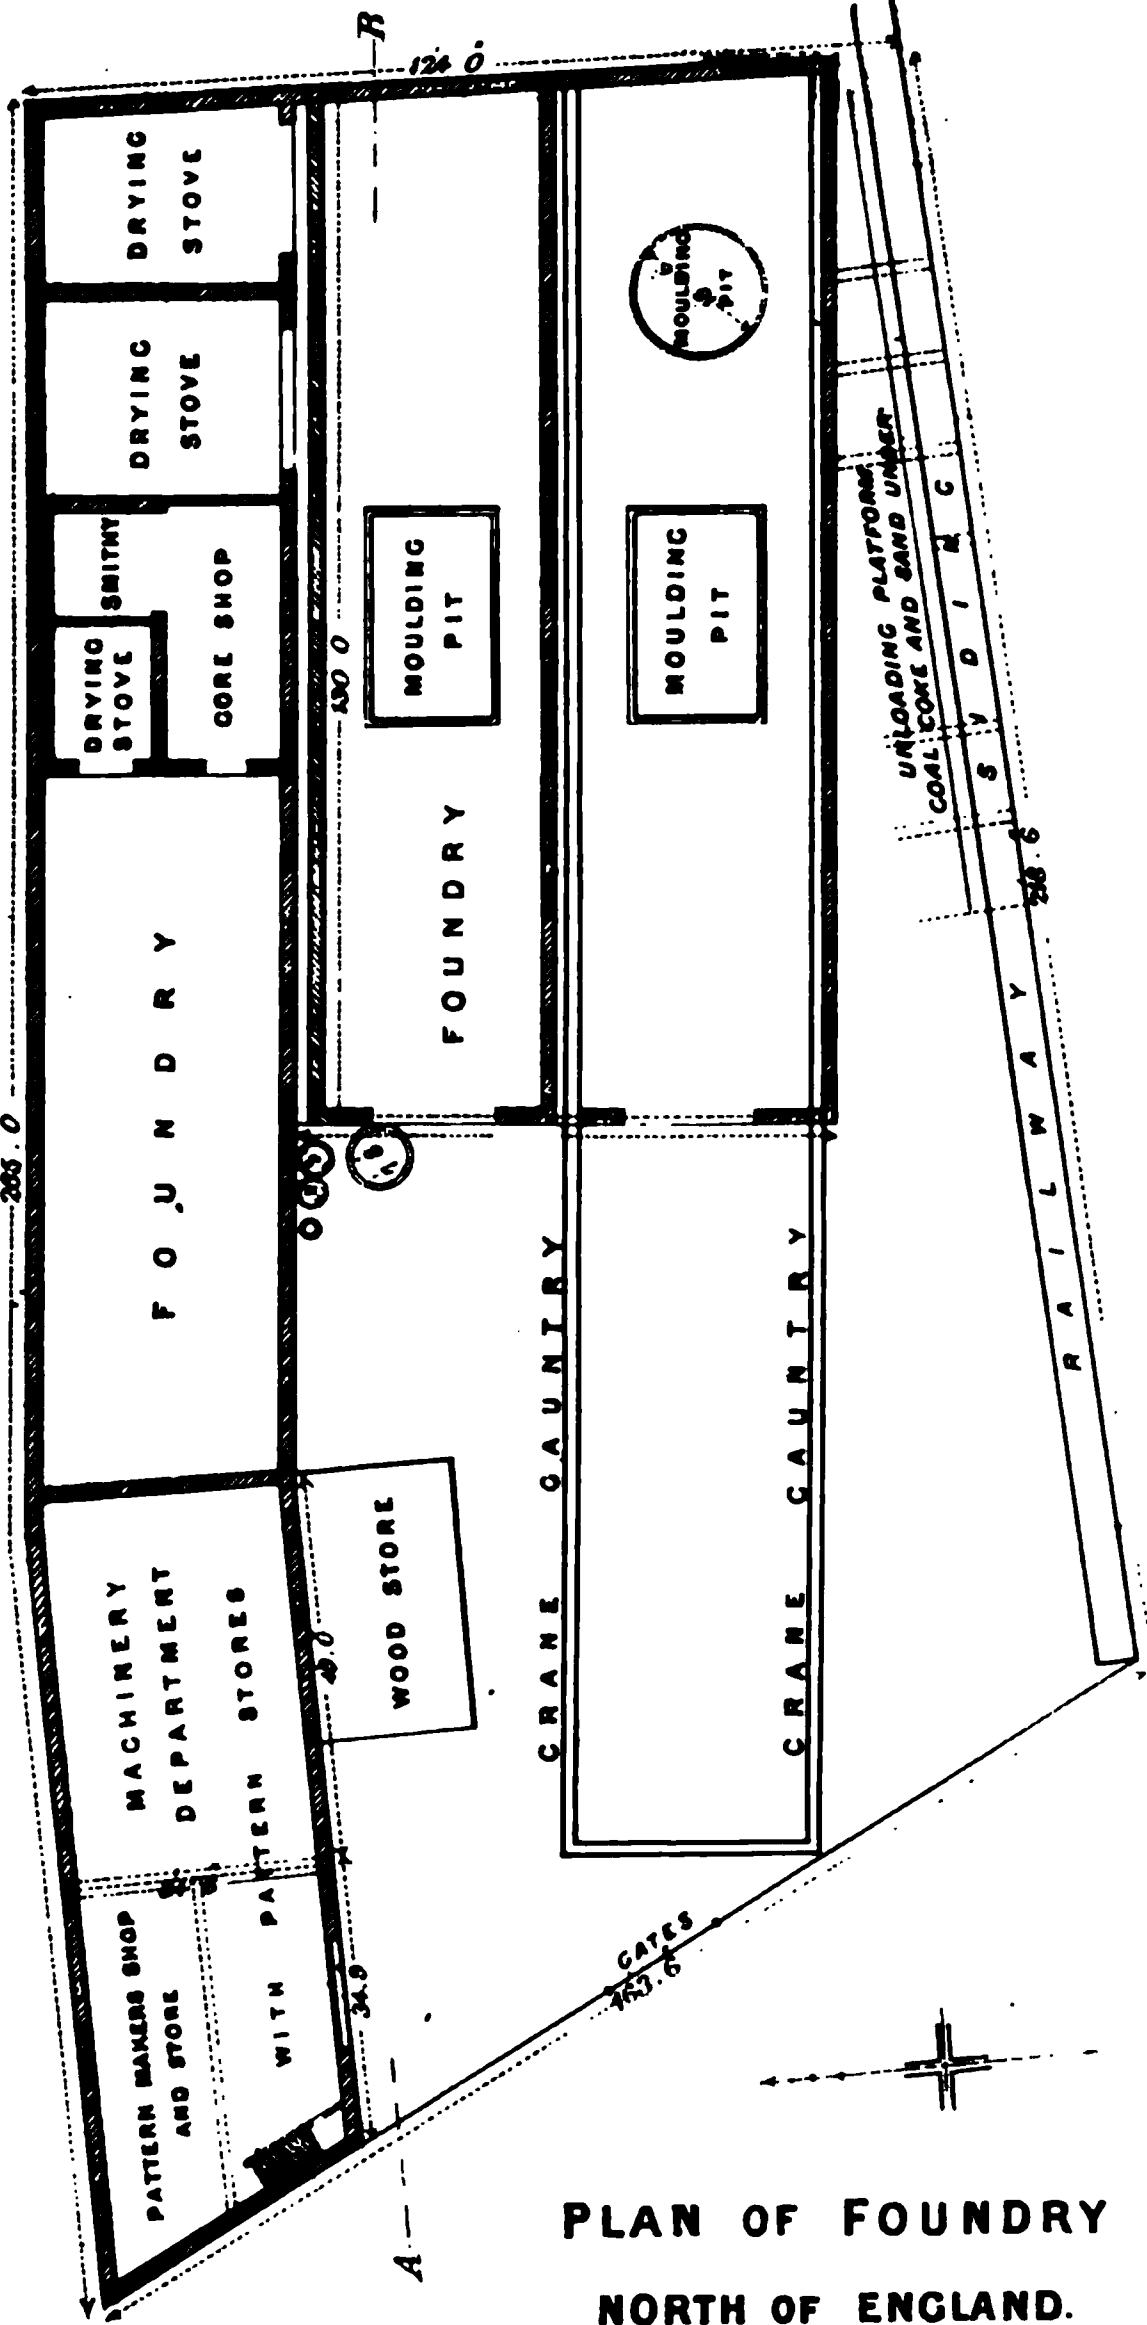 B
124 0
DRYING
STOVE
DRYING
STOVE
SMITHY
DRYING
STOVE
CORE SHOP
130 0
MOULDING
PIT
MOULDING
PIT
MOULDING
PIT
FOUNDRY
FOUNDRY
UNLOADING PLATFORM.
COAL COKE AND SAND UNDER
RAILWAY SYDING
WOOD STORE
MACHINERY
DEPARTMENT
WITH PATTERN STORES
PATTERN MAKERS SHOP
AND STORE
34.9
CRANE GAUNTRY
CRANE GAUNTRY
GATES
A
PLAN OF FOUNDRY
NORTH OF ENGLAND.